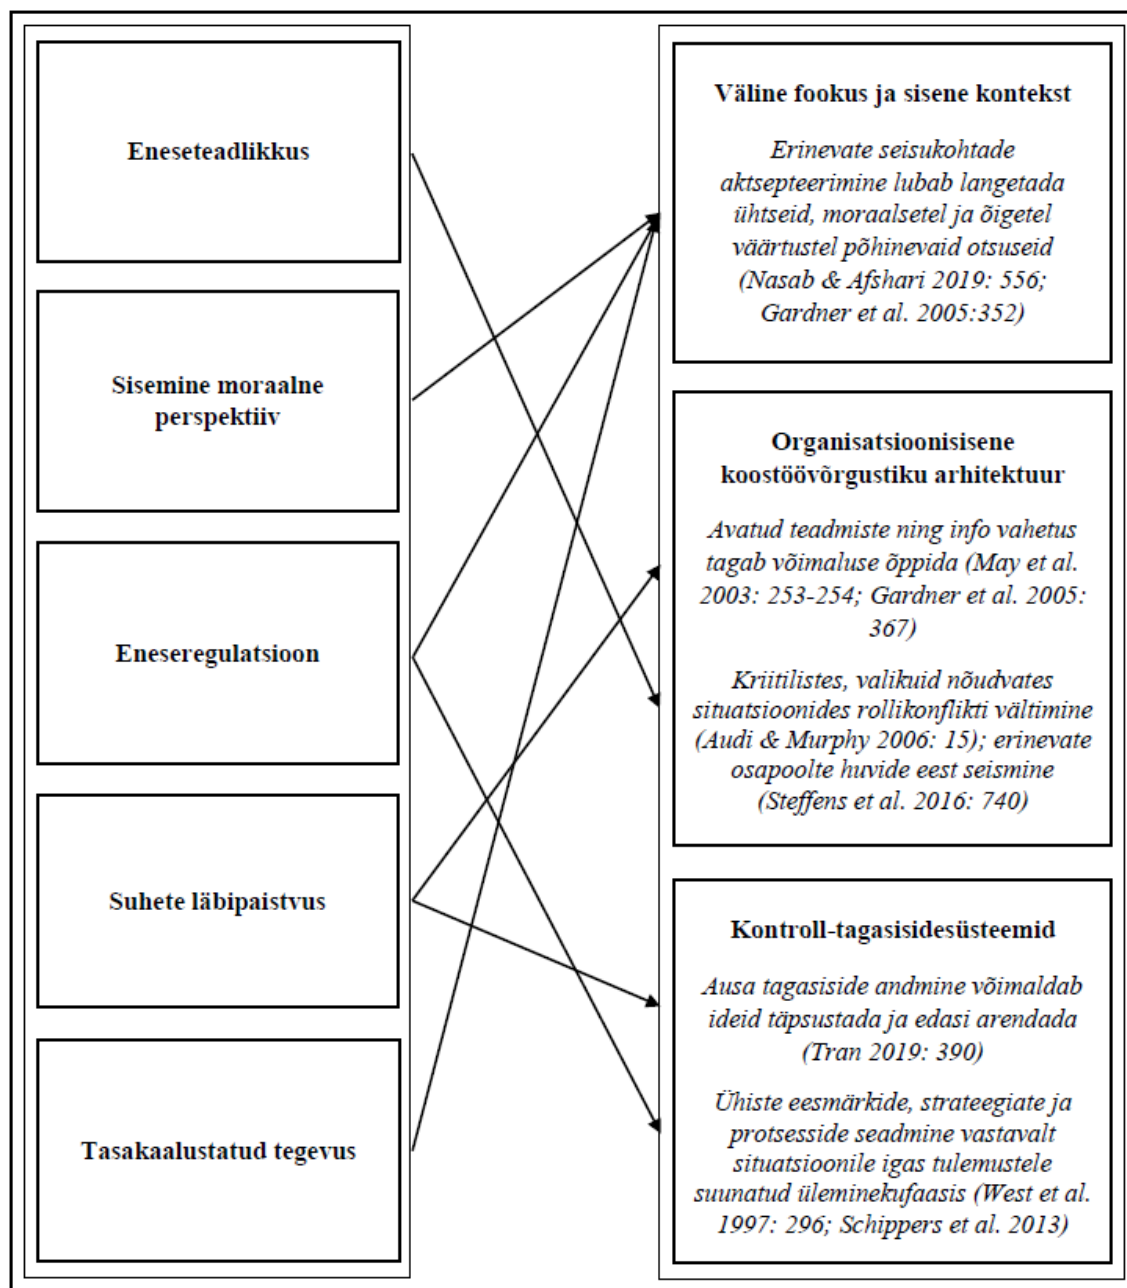 Eneseteadlikkus
Sisemine moraalne
perspektiiv
Eneseregulatsioon
Suhete läbipaistvus
Tasakaalustatud tegevus
Väline fookus ja sisene kontekst
Erinevate seisukohtade
aktsepteerimine lubab langetada
ühtseid, moraalsetel ja õigetel
väärtustel põhinevaid otsuseid
(Nasab & Afshari 2019: 556;
Gardner et al. 2005:352)
Organisatsioonisisene
koostöövõrgustiku arhitektuur
Avatud teadmiste ning info vahetus
tagab võimaluse õppida (May et al.
2003: 253-254; Gardner et al. 2005:
367)
Kriitilistes, valikuid nõudvates
situatsioonides rollikonflikti vältimine
(Audi & Murphy 2006: 15); erinevate
osapoolte huvide eest seismine
(Steffens et al. 2016: 740)
Kontroll-tagasisidesüsteemid
Ausa tagasiside andmine võimaldab
ideid täpsustada ja edasi arendada
(Tran 2019: 390)
Ühiste eesmärkide, strateegiate ja
protsesside seadmine vastavalt
situatsioonile igas tulemustele
suunatud üleminekufaasis (West et al.
1997: 296; Schippers et al. 2013)